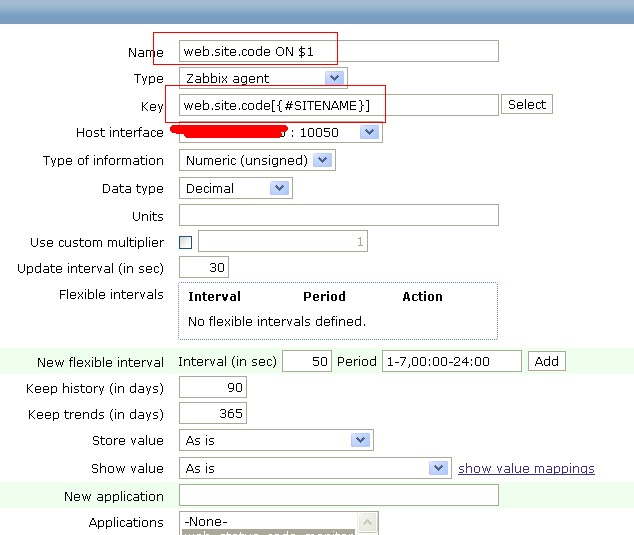 Name web.site.code ON $1
Type Zabbix agent
Key web.site.code[{#SITENAME}] Select
Host interface : 10050
Type of information Numeric (unsigned)
Data type Decimal
Units
Use custom multiplier 1
Update interval (in sec) 30
Flexible intervals Interval Period Action
No flexible intervals defined.
New flexible interval Interval (in sec) 50 Period 1-7,00:00-24:00 Add
Keep history (in days) 90
Keep trends (in days) 365
Store value As is
Show value As is show value mappings
New application
Applications -None-